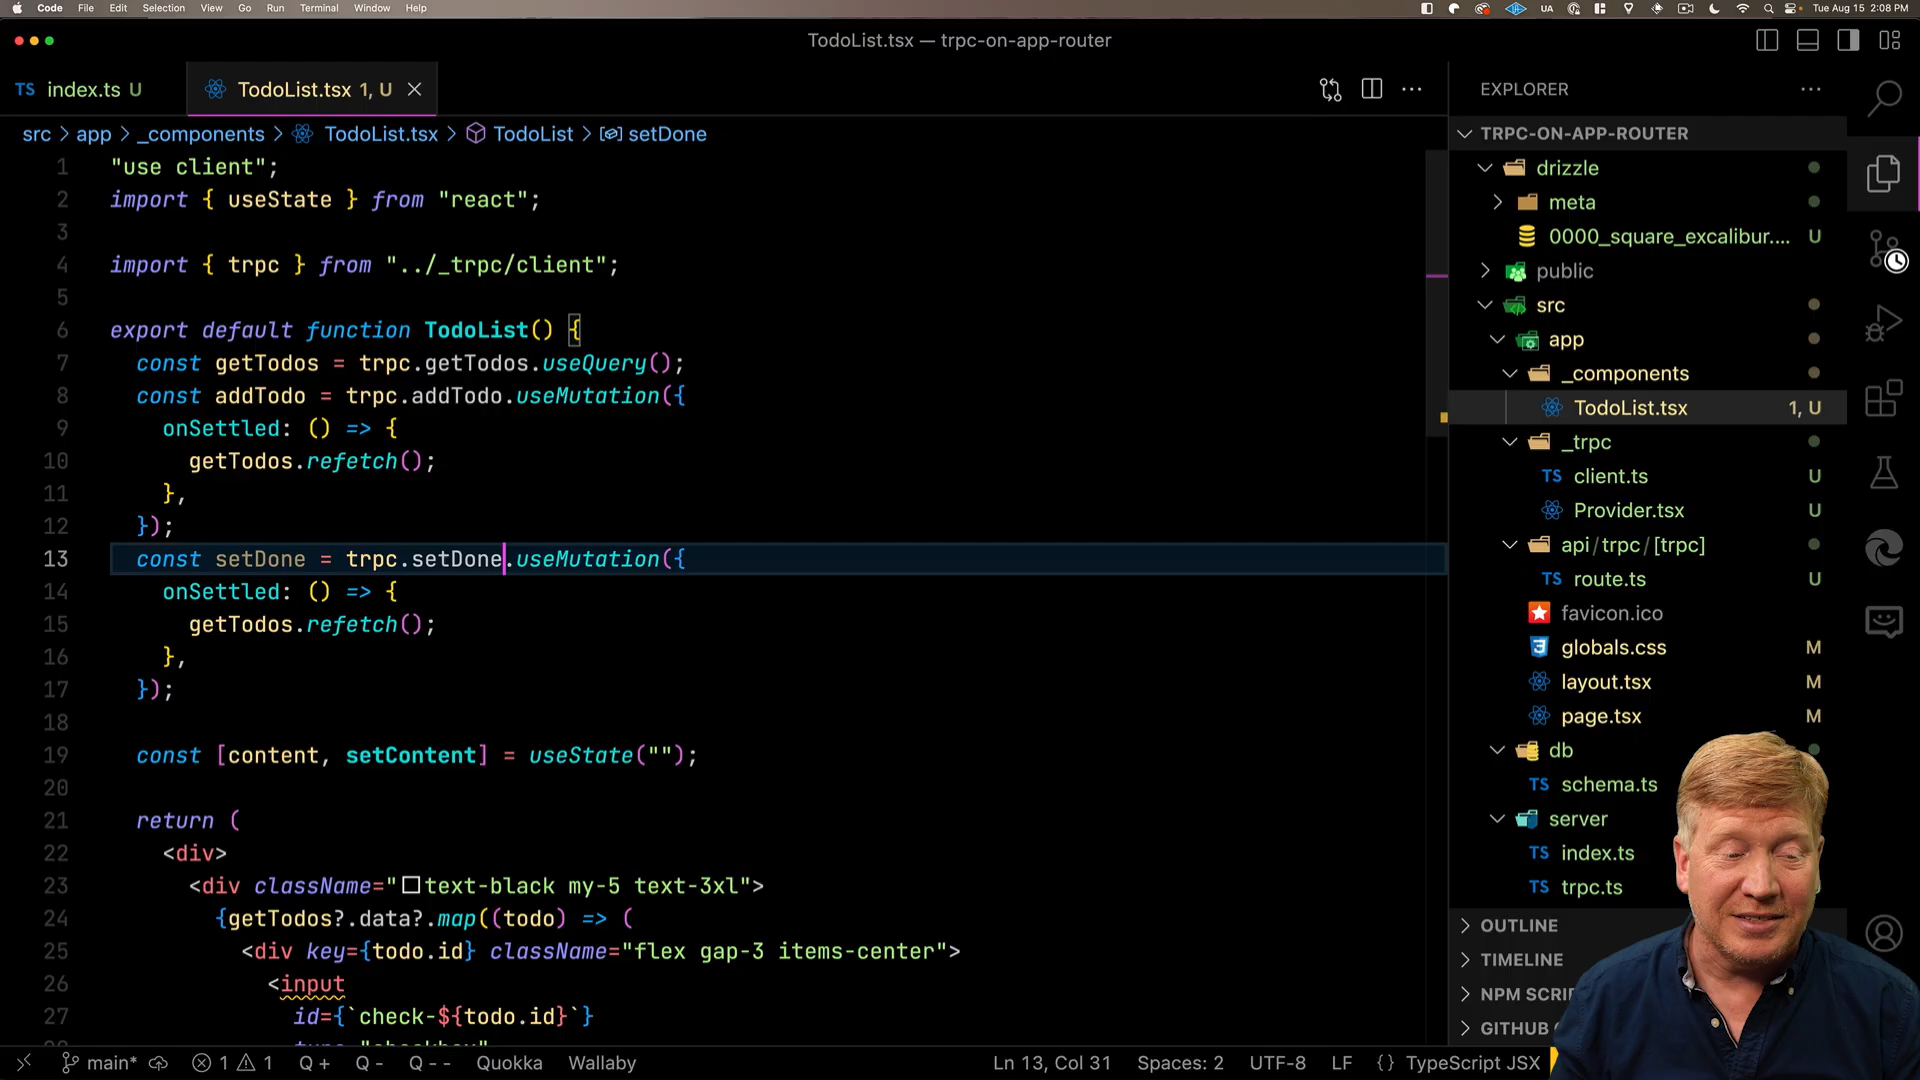 Code File Edit Selection View Go Run Terminal Window Help
UA Tue Aug 15 2:08 PM
TodoList.tsx — trpc-on-app-router
TS index.ts U
TodoList.tsx 1, U
src > app > _components > TodoList.tsx > TodoList > setDone
1 "use client";
2 import { useState } from "react";
3
4 import { trpc } from "../_trpc/client";
5
6 export default function TodoList() {
7 const getTodos = trpc.getTodos.useQuery();
8 const addTodo = trpc.addTodo.useMutation({
9 onSettled: () => {
10 getTodos.refetch();
11 },
12 });
13 const setDone = trpc.setDone.useMutation({
14 onSettled: () => {
15 getTodos.refetch();
16 },
17 });
18
19 const [content, setContent] = useState("");
20
21 return (
22 <div>
23 <div className="text-black my-5 text-3xl">
24 {getTodos?.data?.map((todo) => (
25 <div key={todo.id} className="flex gap-3 items-center">
26 <input
27 id={`check-${todo.id}`}
EXPLORER
TRPC-ON-APP-ROUTER
drizzle
meta
0000_square_excalibur.... U
public
src
app
_components
TodoList.tsx 1, U
_trpc
TS client.ts U
Provider.tsx U
api/trpc/[trpc]
TS route.ts U
favicon.ico
globals.css M
layout.tsx M
page.tsx M
db
TS schema.ts
server
TS index.ts
TS trpc.ts
OUTLINE
TIMELINE
NPM SCRI
GITHUB
main* 1 1 Q + Q - Q -- Quokka Wallaby
Ln 13, Col 31 Spaces: 2 UTF-8 LF {} TypeScript JSX